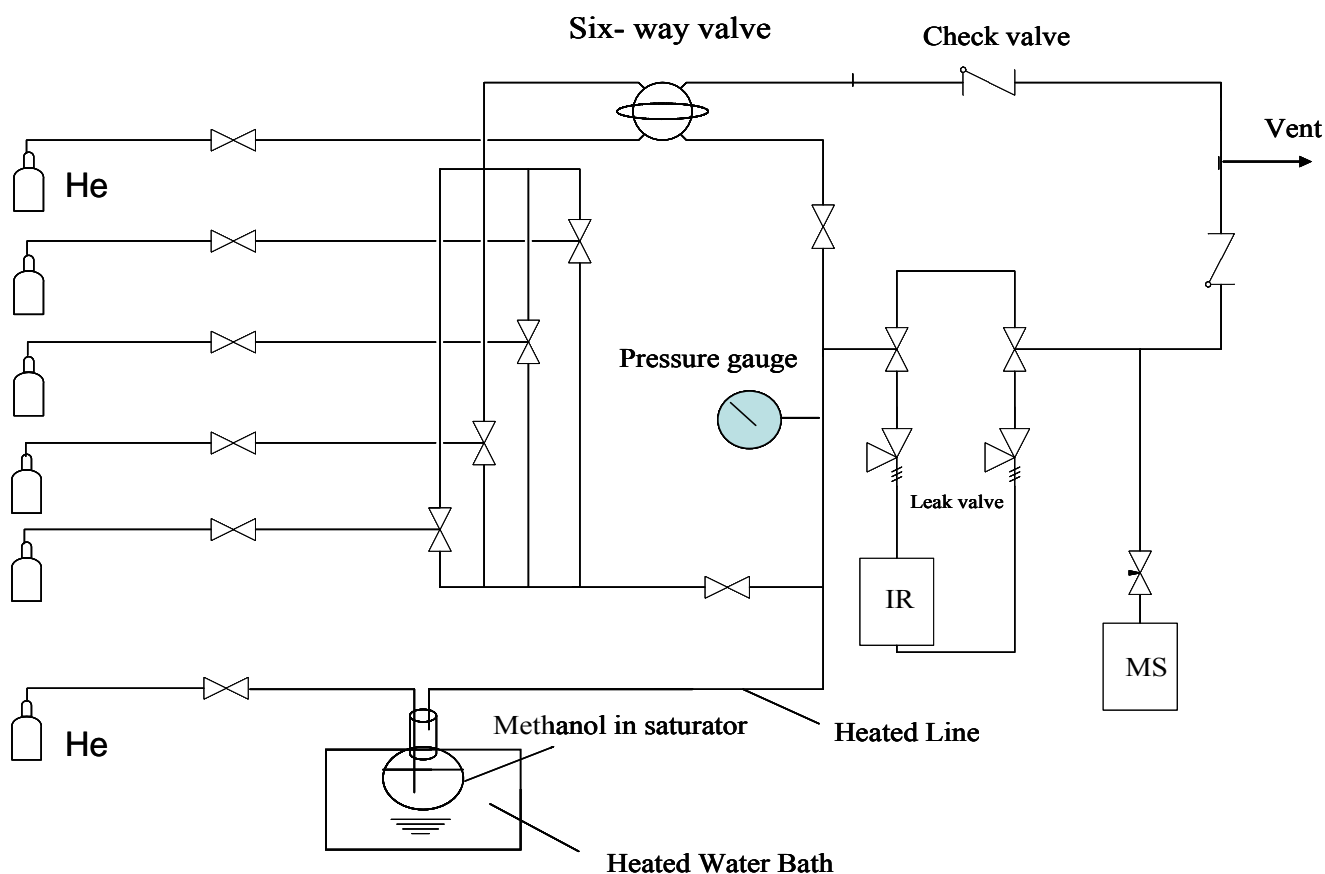 Six- way valve
Check valve
Vent
He
Pressure gauge
Leak valve
IR
MS
Methanol in saturator
Heated Line
He
Heated Water Bath